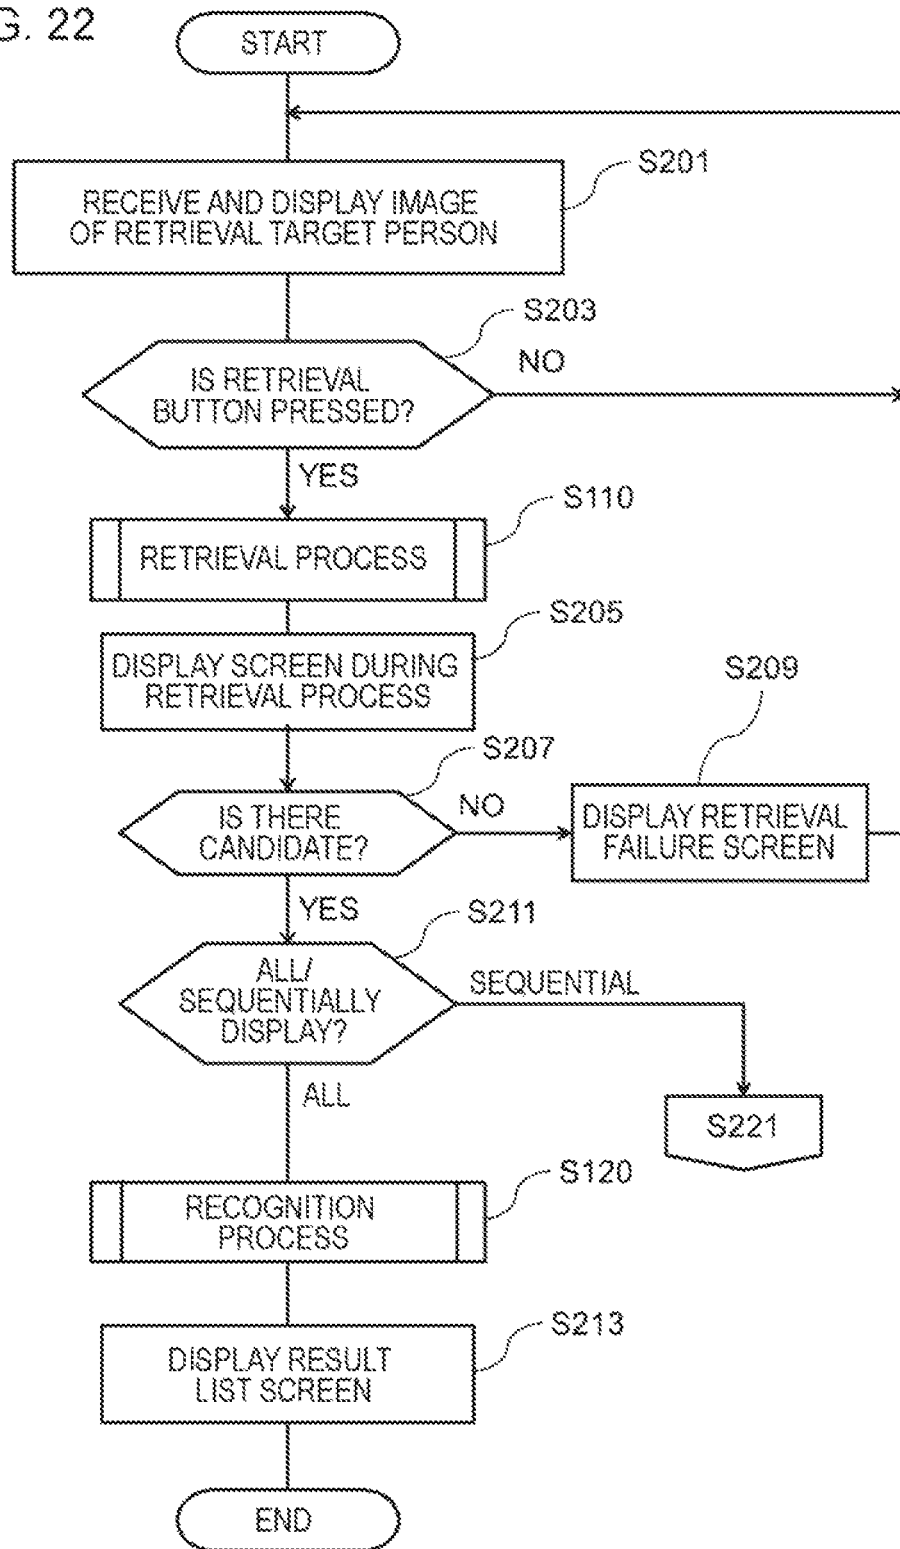 G. 22
START
S201
RECEIVE AND DISPLAY IMAGE
OF RETRIEVAL TARGET PERSON
S203
IS RETRIEVAL
BUTTON PRESSED?
NO
YES
S110
RETRIEVAL PROCESS
S205
DISPLAY SCREEN DURING
RETRIEVAL PROCESS
S209
S207
IS THERE
CANDIDATE?
NO
DISPLAY RETRIEVAL
FAILURE SCREEN
YES
S211
ALL/
SEQUENTIALLY
DISPLAY?
SEQUENTIAL
ALL
S221
S120
RECOGNITION
PROCESS
S213
DISPLAY RESULT
LIST SCREEN
END